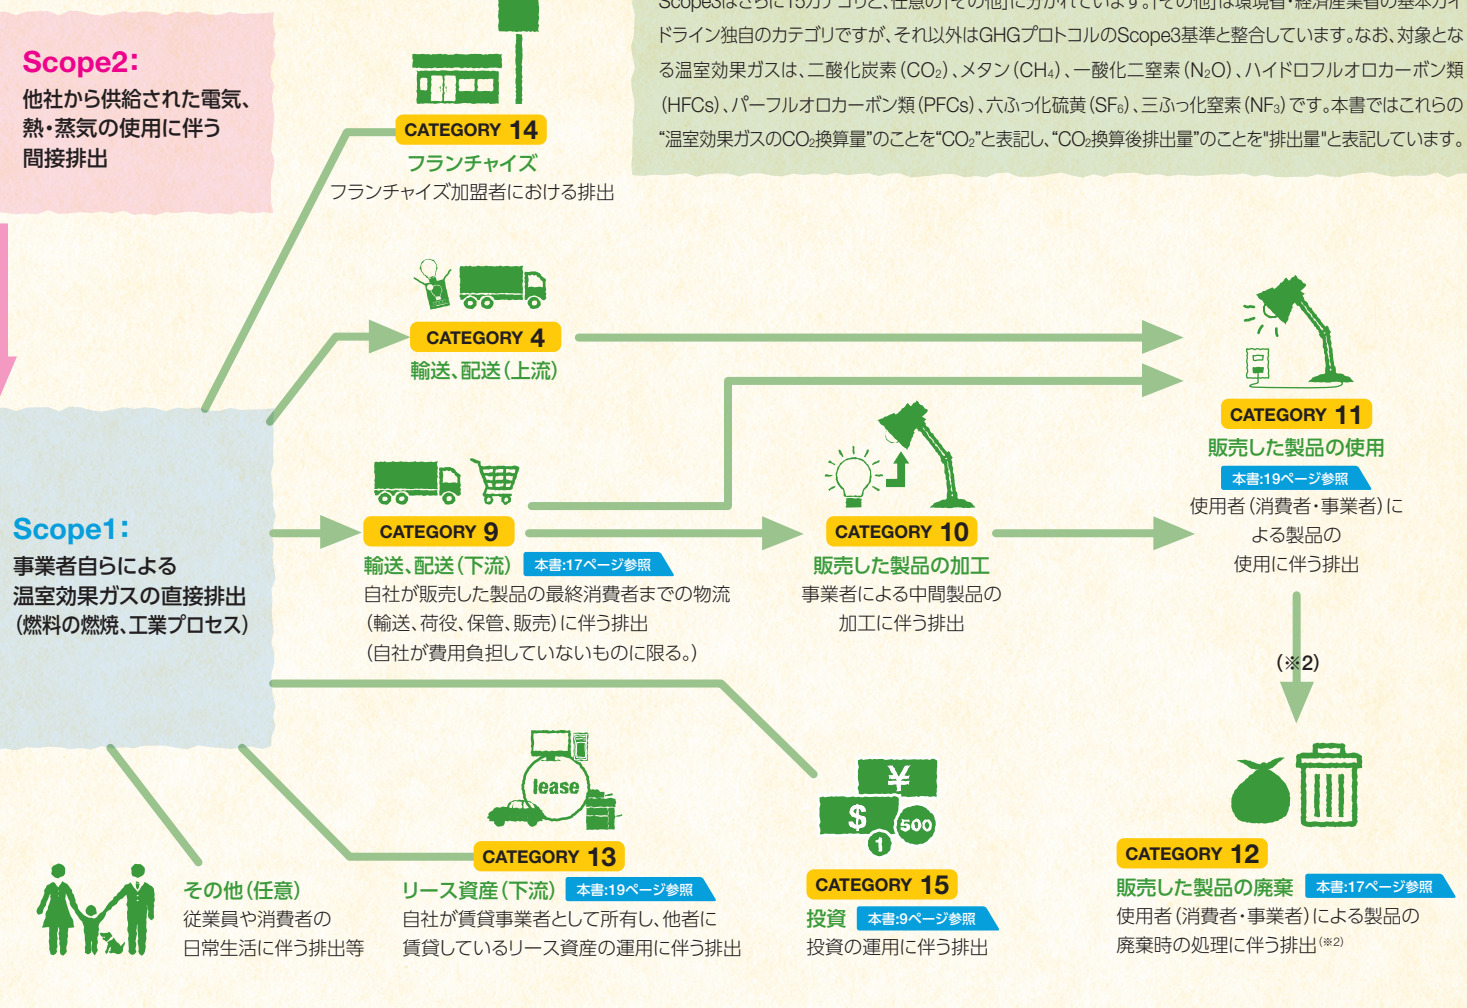 Scope3はさらに15カテゴリと、任意の「その他」に分かれています。「その他」は環境省・経済産業省の基本ガイ
ドライン独自のカテゴリですが、それ以外はGHGプロトコルのScope3基準と整合しています。なお、対象とな
る温室効果ガスは、二酸化炭素(CO₂)、メタン(CH₄)、一酸化二窒素(N₂O)、ハイドロフルオロカーボン類
(HFCs)、パーフルオロカーボン類(PFCs)、六ふっ化硫黄(SF₆)、三ふっ化窒素(NF₃)です。本書ではこれらの
“温室効果ガスのCO₂換算量”のことを“CO₂”と表記し、“CO₂換算後排出量”のことを"排出量"と表記しています。
Scope2:
他社から供給された電気、
熱・蒸気の使用に伴う
間接排出
CATEGORY 14
フランチャイズ
フランチャイズ加盟者における排出
CATEGORY 4
輸送、配送(上流)
CATEGORY 11
販売した製品の使用
本書:19ページ参照
使用者(消費者・事業者)に
よる製品の
使用に伴う排出
Scope1:
事業者自らによる
温室効果ガスの直接排出
(燃料の燃焼、工業プロセス)
CATEGORY 9
輸送、配送(下流) 本書:17ページ参照
自社が販売した製品の最終消費者までの物流
(輸送、荷役、保管、販売)に伴う排出
(自社が費用負担していないものに限る。)
CATEGORY 10
販売した製品の加工
事業者による中間製品の
加工に伴う排出
(※2)
その他(任意)
従業員や消費者の
日常生活に伴う排出等
lease
CATEGORY 13
リース資産(下流) 本書:19ページ参照
自社が賃貸事業者として所有し、他者に
賃貸しているリース資産の運用に伴う排出
¥
$
500
1
CATEGORY 15
投資 本書:9ページ参照
投資の運用に伴う排出
CATEGORY 12
販売した製品の廃棄 本書:17ページ参照
使用者(消費者・事業者)による製品の
廃棄時の処理に伴う排出(※2)